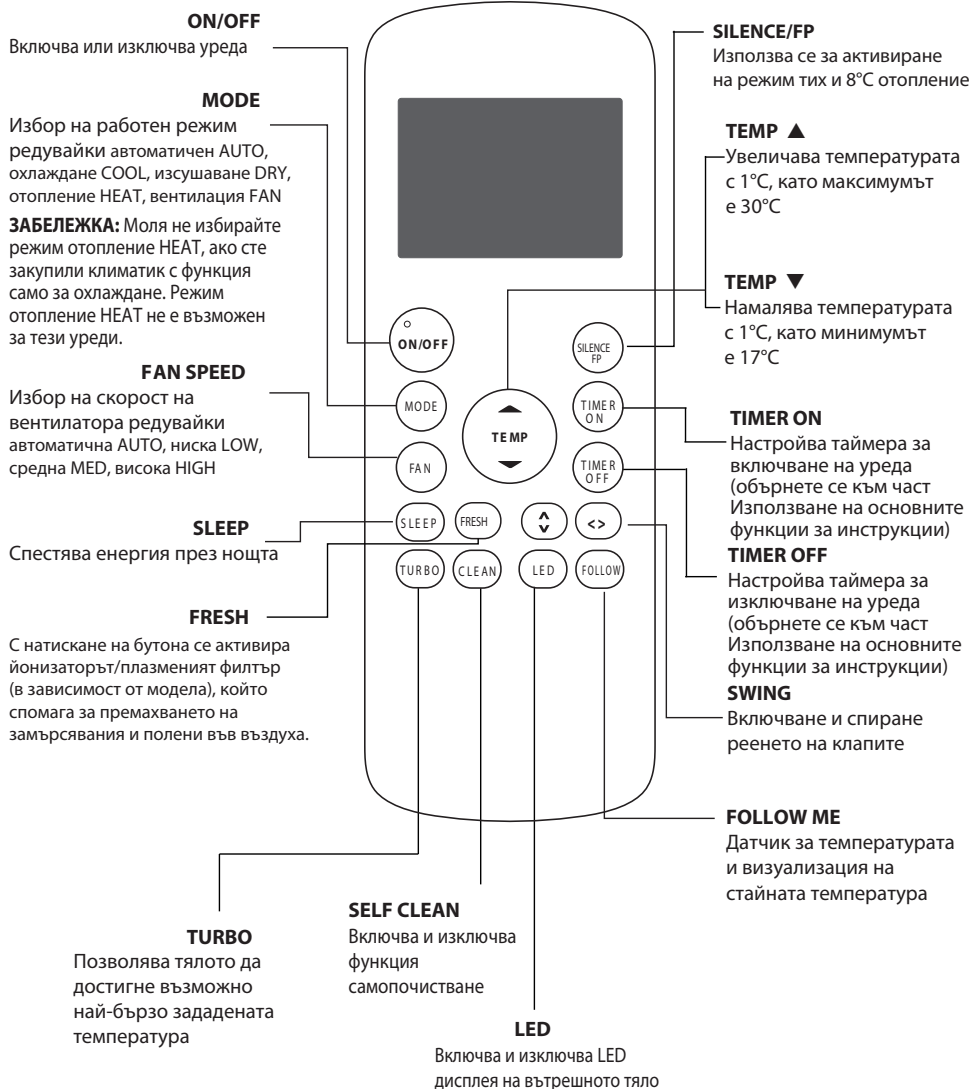 ON/OFF
Включва или изключва уреда
MODE
Избор на работен режим
редувайки автоматичен AUTO,
охлаждане COOL, изсушаване DRY,
отопление HEAT, вентилация FAN
ЗАБЕЛЕЖКА: Моля не избирайте
режим отопление HEAT, ако сте
закупили климатик с функция
само за охлаждане. Режим
отопление HEAT не е възможен
за тези уреди.
FAN SPEED
Избор на скорост на
вентилатора редувайки
автоматична AUTO, ниска LOW,
средна MED, висока HIGH
SLEEP
Спестява енергия през нощта
FRESH
С натискане на бутона се активира
йонизаторът/плазменият филтър
(в зависимост от модела), който
спомага за премахването на
замърсявания и полени във въздуха.
ON/OFF
MODE
FAN
TEMP
SILENCE
FP
TIMER
ON
TIMER
OFF
SLEEP
FRESH
<>
TURBO
CLEAN
LED
FOLLOW
SILENCE/FP
Използва се за активиране
на режим тих и 8°C отопление
TEMP ▲
Увеличава температурата
с 1°C, като максимумът
е 30°C
TEMP ▼
Намалява температурата
с 1°C, като минимумът
е 17°C
TIMER ON
Настройва таймера за
включване на уреда
(обърнете се към част
Използване на основните
функции за инструкции)
TIMER OFF
Настройва таймера за
изключване на уреда
(обърнете се към част
Използване на основните
функции за инструкции)
SWING
Включване и спиране
реенето на клапите
FOLLOW ME
Датчик за температурата
и визуализация на
стайната температура
TURBO
Позволява тялото да
достигне възможно
най-бързо зададената
температура
SELF CLEAN
Включва и изключва
функция
самопочистване
LED
Включва и изключва LED
дисплея на вътрешното тяло